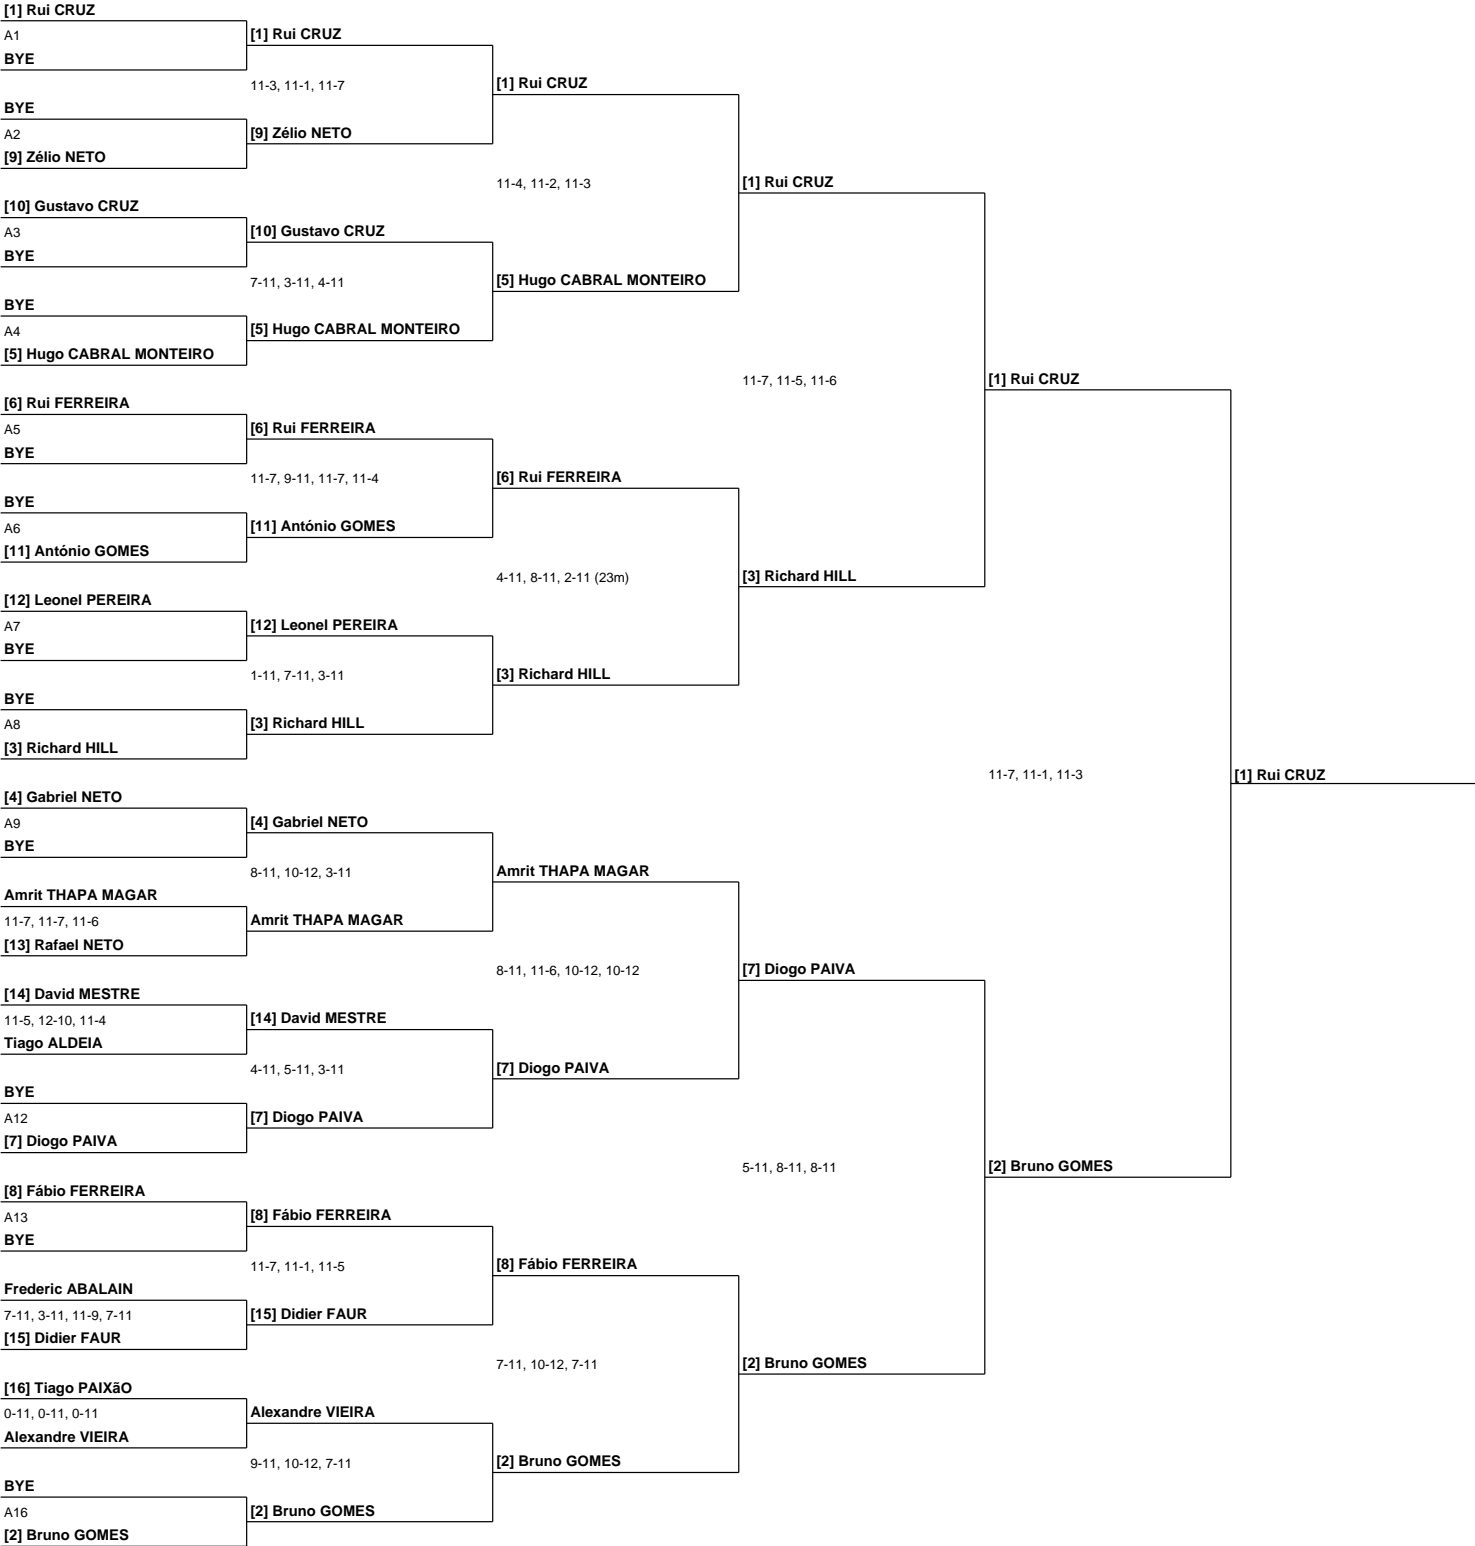 [1] Rui CRUZ
A1
BYE
BYE
A2
[9] Zélio NETO
[10] Gustavo CRUZ
A3
BYE
BYE
A4
[5] Hugo CABRAL MONTEIRO
[6] Rui FERREIRA
A5
BYE
BYE
A6
[11] António GOMES
[12] Leonel PEREIRA
A7
BYE
BYE
A8
[3] Richard HILL
[4] Gabriel NETO
A9
BYE
Amrit THAPA MAGAR
11-7, 11-7, 11-6
[13] Rafael NETO
[14] David MESTRE
11-5, 12-10, 11-4
Tiago ALDEIA
BYE
A12
[7] Diogo PAIVA
[8] Fábio FERREIRA
A13
BYE
Frederic ABALAIN
7-11, 3-11, 11-9, 7-11
[15] Didier FAUR
[16] Tiago PAIXãO
0-11, 0-11, 0-11
Alexandre VIEIRA
BYE
A16
[2] Bruno GOMES
[1] Rui CRUZ
11-3, 11-1, 11-7
[9] Zélio NETO
[10] Gustavo CRUZ
7-11, 3-11, 4-11
[5] Hugo CABRAL MONTEIRO
[6] Rui FERREIRA
11-7, 9-11, 11-7, 11-4
[11] António GOMES
[12] Leonel PEREIRA
1-11, 7-11, 3-11
[3] Richard HILL
[4] Gabriel NETO
8-11, 10-12, 3-11
Amrit THAPA MAGAR
[14] David MESTRE
4-11, 5-11, 3-11
[7] Diogo PAIVA
[8] Fábio FERREIRA
11-7, 11-1, 11-5
[15] Didier FAUR
Alexandre VIEIRA
9-11, 10-12, 7-11
[2] Bruno GOMES
[1] Rui CRUZ
11-4, 11-2, 11-3
[5] Hugo CABRAL MONTEIRO
[6] Rui FERREIRA
4-11, 8-11, 2-11 (23m)
[3] Richard HILL
Amrit THAPA MAGAR
8-11, 11-6, 10-12, 10-12
[7] Diogo PAIVA
[8] Fábio FERREIRA
7-11, 10-12, 7-11
[2] Bruno GOMES
[1] Rui CRUZ
11-7, 11-5, 11-6
[3] Richard HILL
[7] Diogo PAIVA
5-11, 8-11, 8-11
[2] Bruno GOMES
[1] Rui CRUZ
11-7, 11-1, 11-3
[2] Bruno GOMES
[1] Rui CRUZ